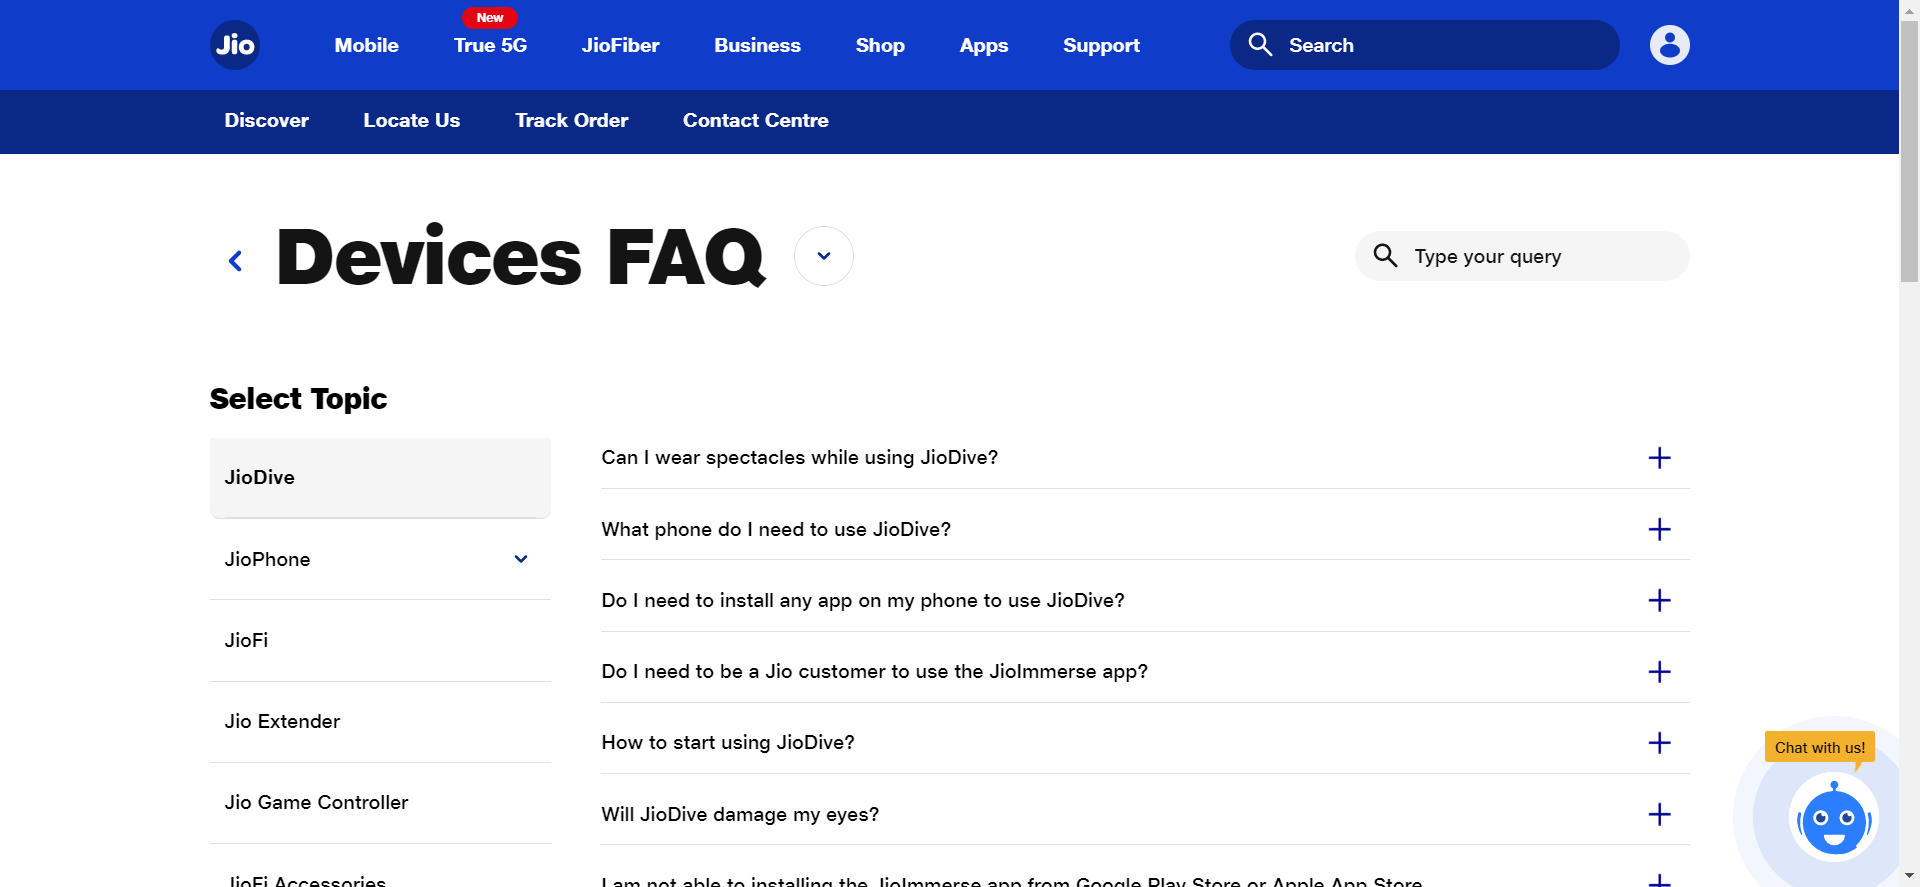 Jio
Mobile
New
True 5G
JioFiber
Business
Shop
Apps
Support
Search
Discover
Locate Us
Track Order
Contact Centre
Devices FAQ
Type your query
Select Topic
JioDive
JioPhone
JioFi
Jio Extender
Jio Game Controller
JioFi Accessories
Can I wear spectacles while using JioDive?
What phone do I need to use JioDive?
Do I need to install any app on my phone to use JioDive?
Do I need to be a Jio customer to use the JioImmerse app?
How to start using JioDive?
Will JioDive damage my eyes?
I am not able to installing the JioImmerse app from Google Play Store or Apple App Store
Chat with us!